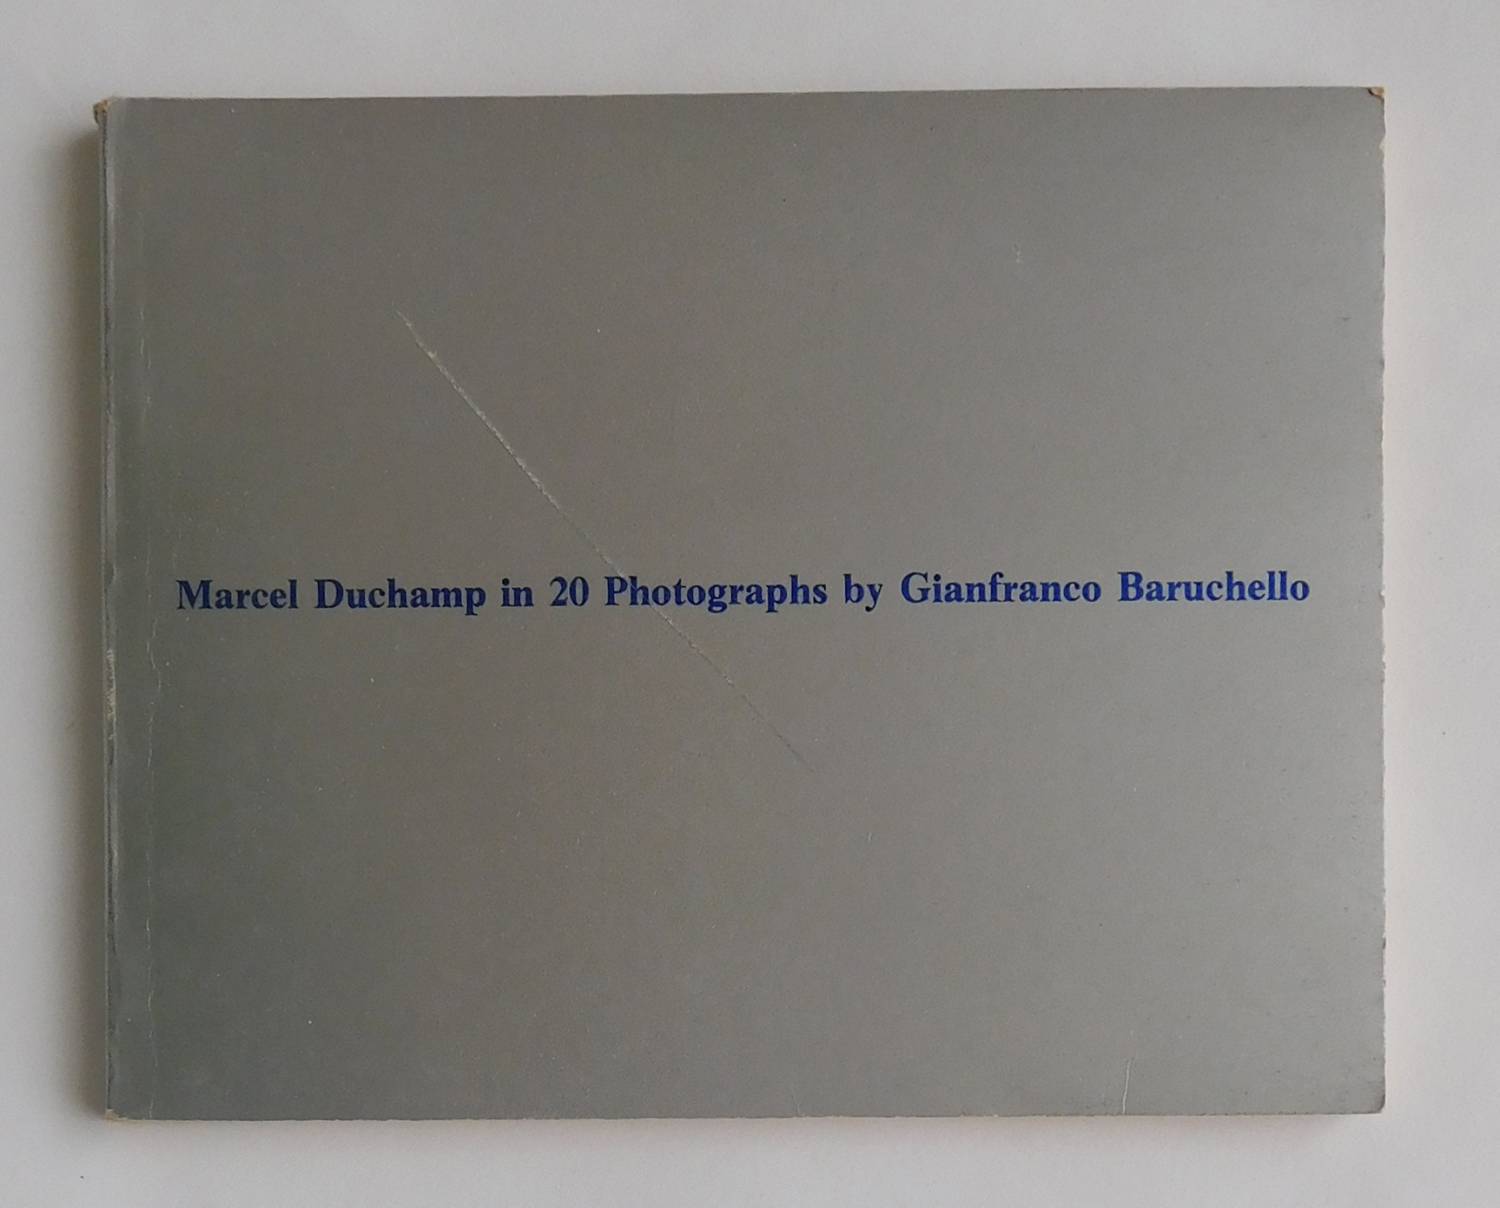 Marcel Duchamp in 20 Photographs by Gianfranco Baruchello